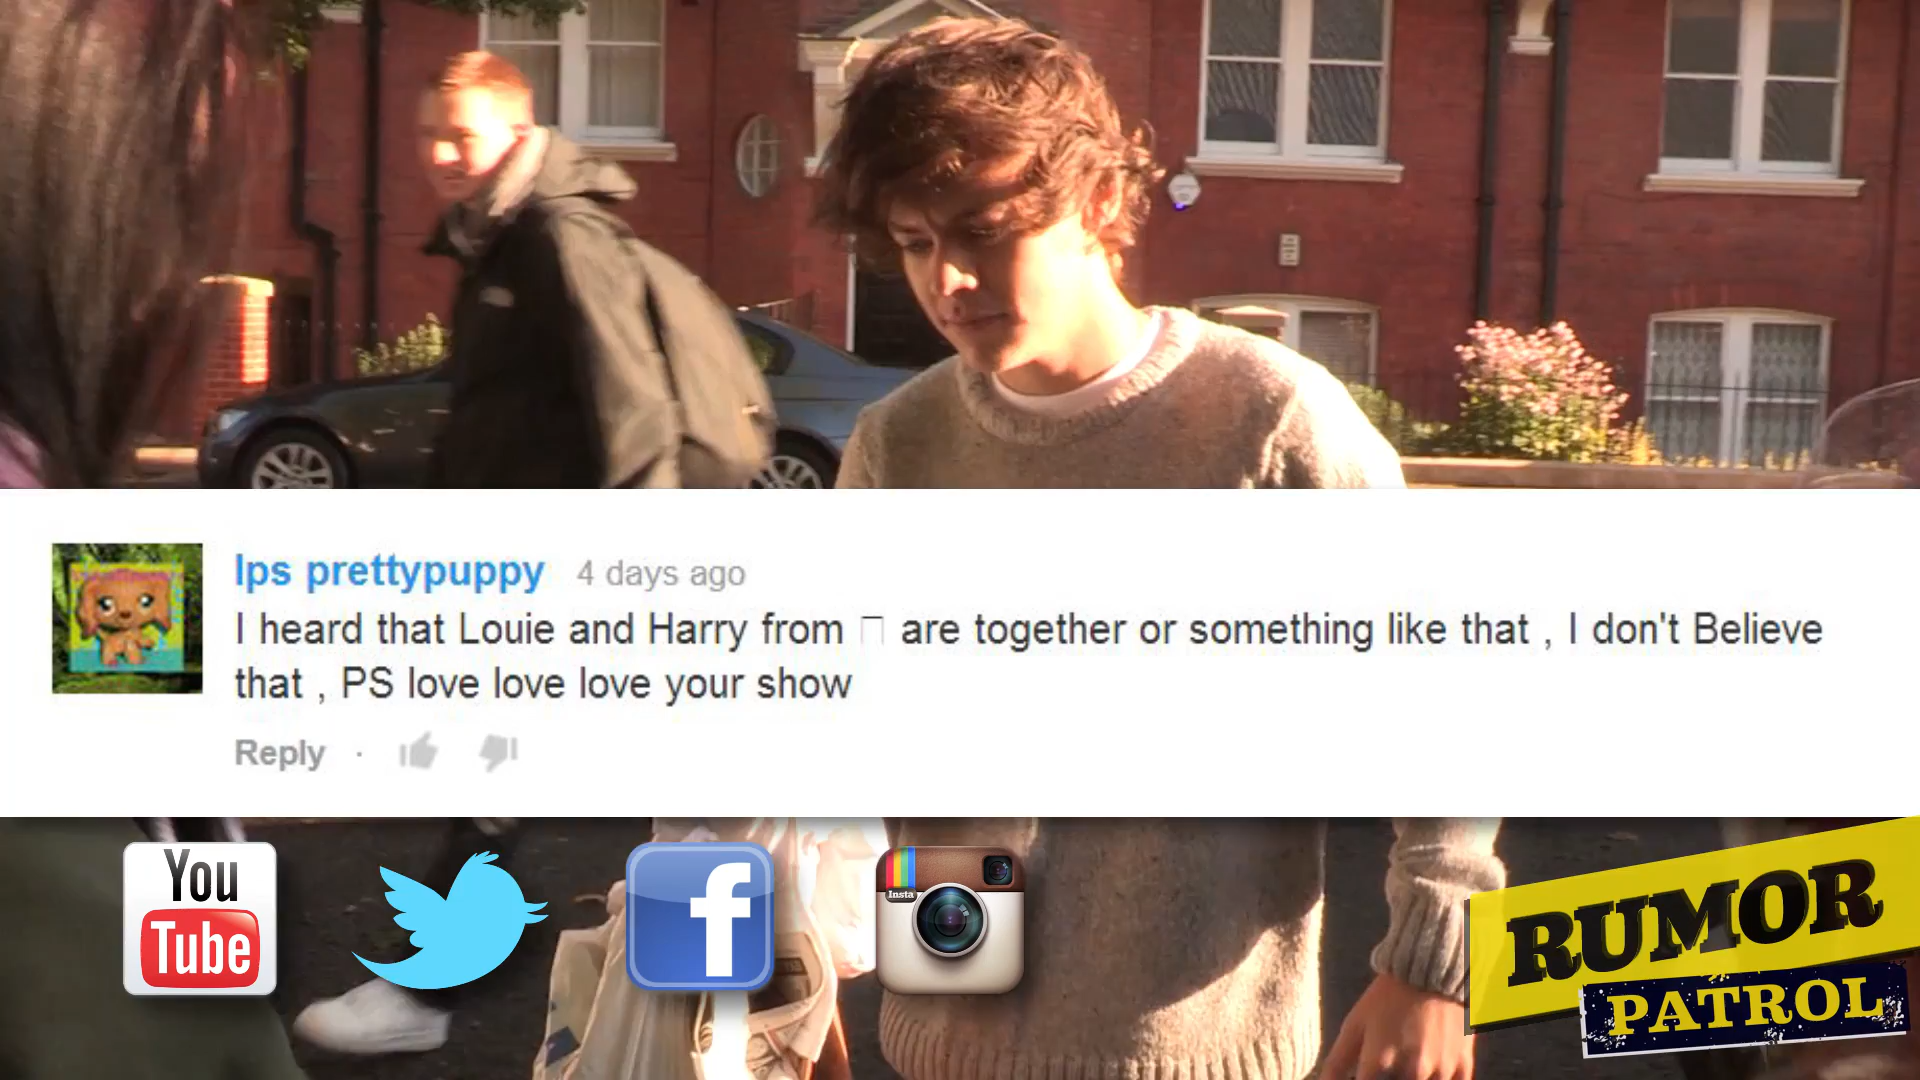 lps prettypuppy 4 days ago
I heard that Louie and Harry from are together or something like that , I don't Believe
that , PS love love love your show
Reply ·
You
Tube
f
Insta
RUMOR
PATROL